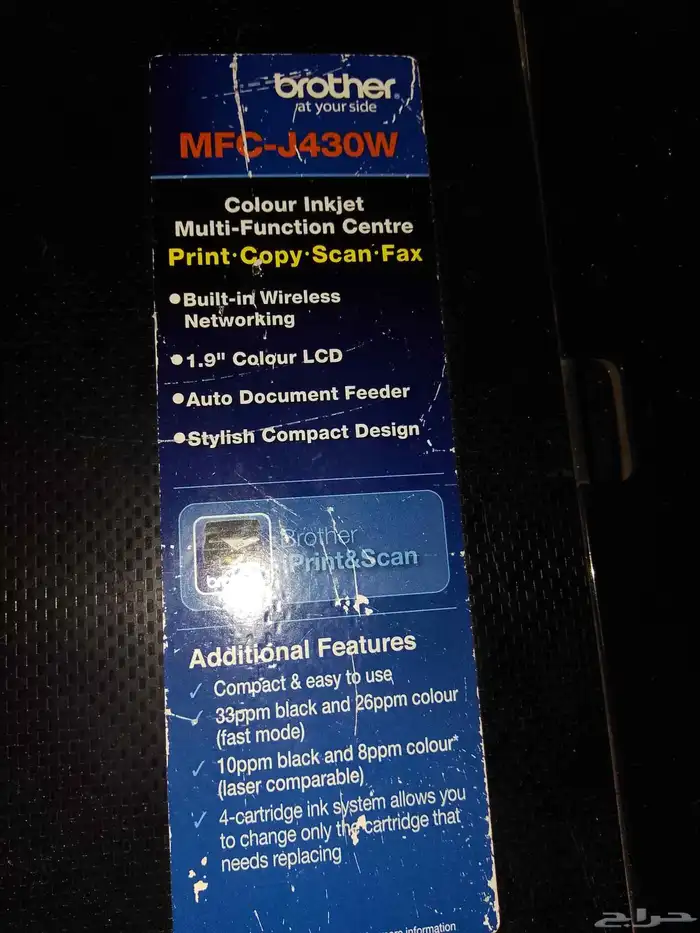 brother
at your side
MFC-J430W
Colour Inkjet
Multi-Function Centre
Print·Copy·Scan·Fax
●Built-in Wireless
Networking
●1.9" Colour LCD
●Auto Document Feeder
●Stylish Compact Design
Brother
iPrint&Scan
Additional Features
✓ Compact & easy to use
✓ 33ppm black and 26ppm colour
(fast mode)
✓ 10ppm black and 8ppm colour*
(laser comparable)
✓ 4-cartridge ink system allows you
to change only the cartridge that
needs replacing
information
حراج